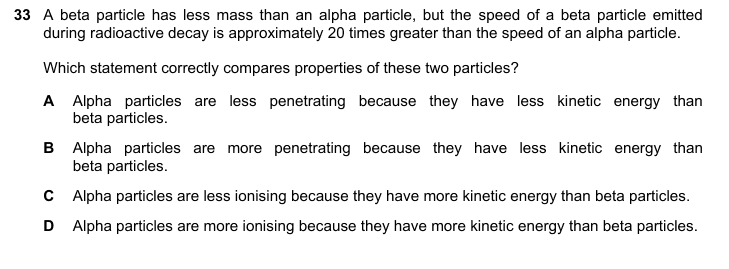 33 A beta particle has less mass than an alpha particle, but the speed of a beta particle emitted
during radioactive decay is approximately 20 times greater than the speed of an alpha particle.
Which statement correctly compares properties of these two particles?
A Alpha particles are less penetrating because they have less kinetic energy than
beta particles.
B Alpha particles are more penetrating because they have less kinetic energy than
beta particles.
C Alpha particles are less ionising because they have more kinetic energy than beta particles.
D Alpha particles are more ionising because they have more kinetic energy than beta particles.